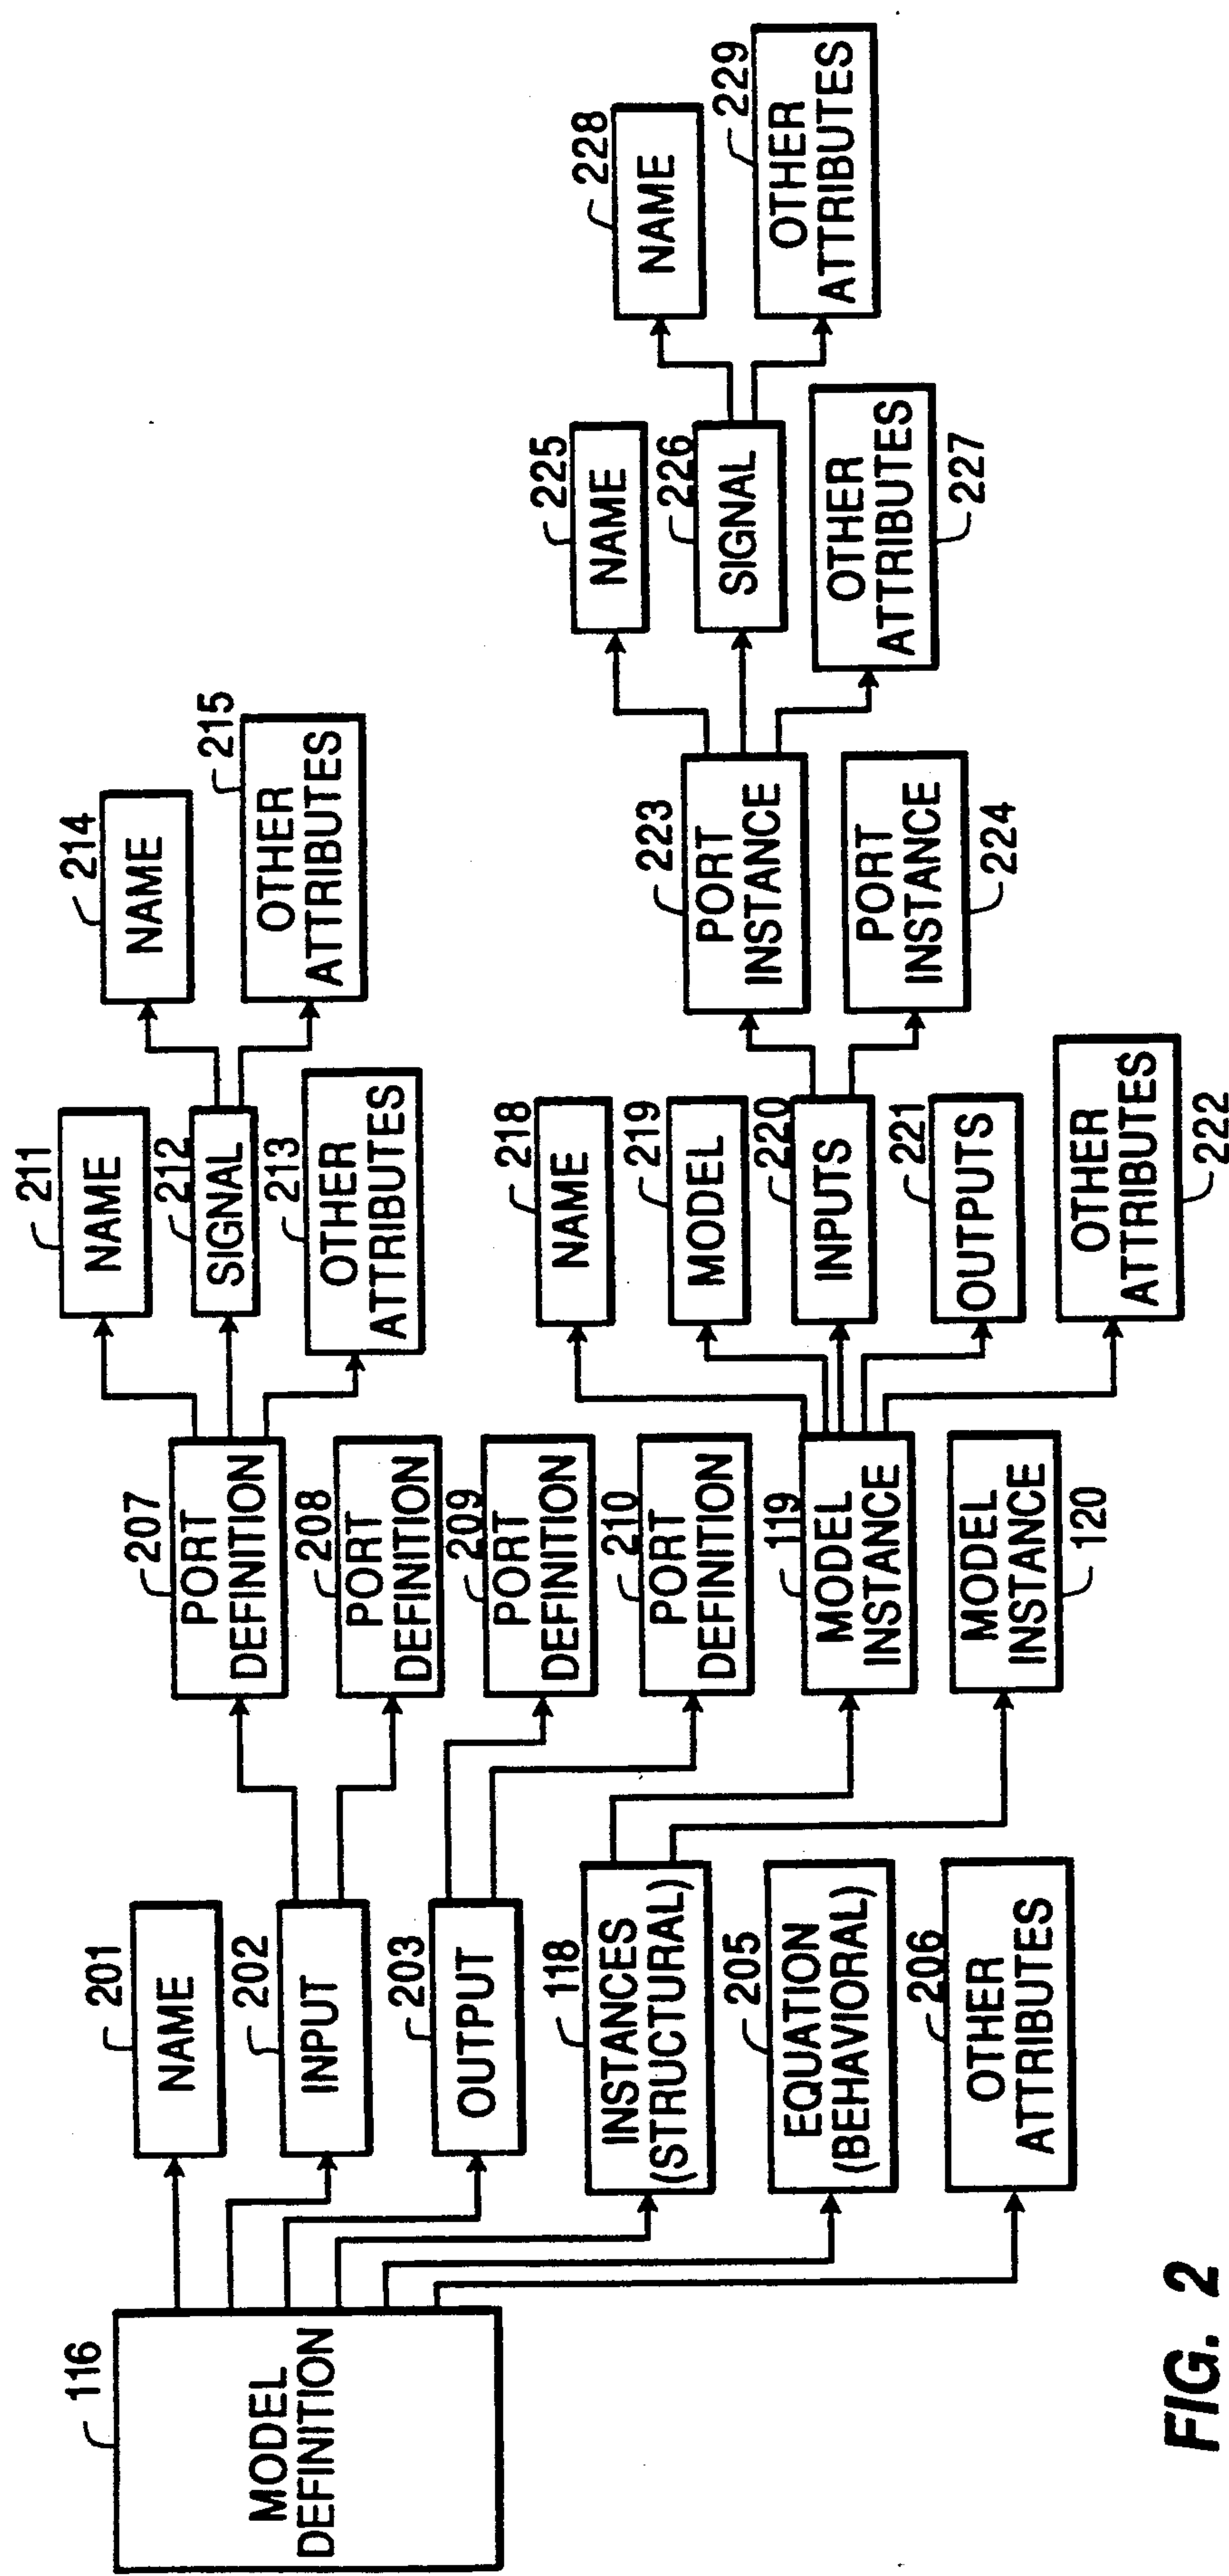 116
MODEL
DEFINITION
201
NAME
202
INPUT
203
OUTPUT
118
INSTANCES
(STRUCTURAL)
205
EQUATION
(BEHAVIORAL)
206
OTHER
ATTRIBUTES
207
PORT
DEFINITION
208
PORT
DEFINITION
209
PORT
DEFINITION
210
PORT
DEFINITION
119
MODEL
INSTANCE
MODEL
INSTANCE
120
211
NAME
212
SIGNAL
213
OTHER
ATTRIBUTES
214
NAME
215
OTHER
ATTRIBUTES
218
NAME
219
MODEL
220
INPUTS
221
OUTPUTS
OTHER
ATTRIBUTES
222
223
PORT
INSTANCE
PORT
INSTANCE
224
225
NAME
226
SIGNAL
OTHER
ATTRIBUTES
227
228
NAME
229
OTHER
ATTRIBUTES
FIG. 2